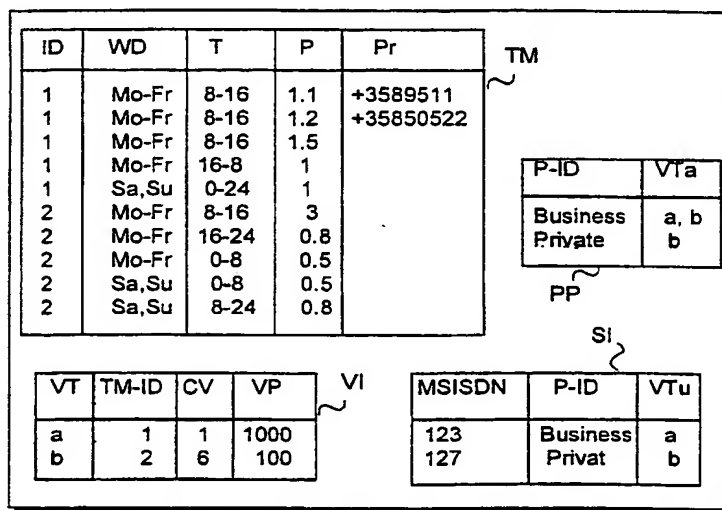 ID WD T P Pr
TM
1 Mo-Fr 8-16 1.1 +3589511
1 Mo-Fr 8-16 1.2 +35850522
1 Mo-Fr 8-16 1.5
1 Mo-Fr 16-8 1
1 Sa,Su 0-24 1
2 Mo-Fr 8-16 3
2 Mo-Fr 16-24 0.8
2 Mo-Fr 0-8 0.5
2 Sa,Su 0-8 0.5
2 Sa,Su 8-24 0.8
P-ID VTa
Business a, b
Private b
PP
VT TM-ID CV VP
VI
a 1 1 1000
b 2 6 100
SI
MSISDN P-ID VTu
123 Business a
127 Privat b